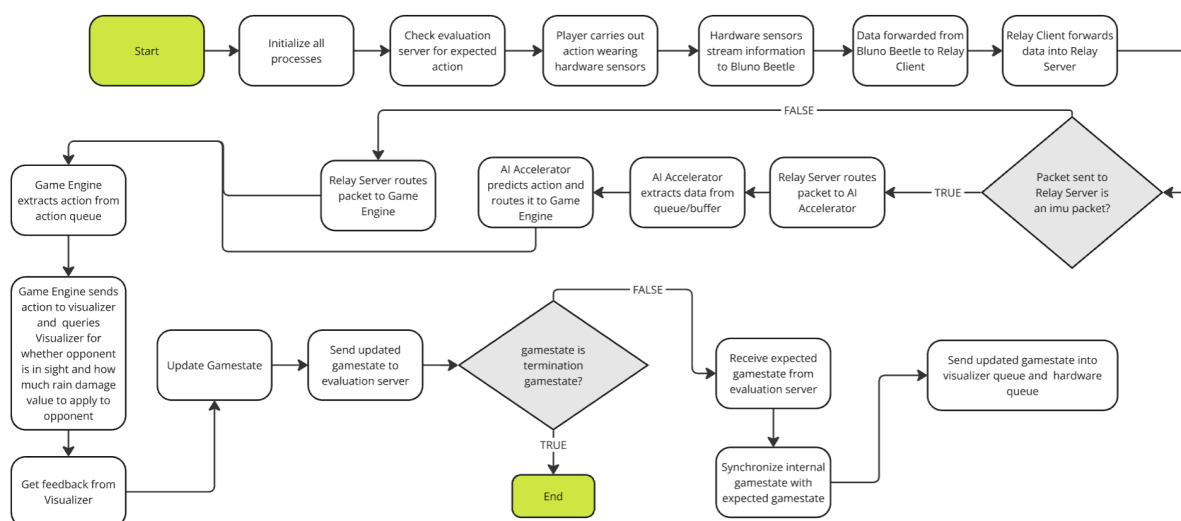 Start
Initialize all
processes
Check evaluation
server for expected
action
Player carries out
action wearing
hardware sensors
Hardware sensors
stream information
to Bluno Beetle
Data forwarded from
Bluno Beetle to Relay
Client
Relay Client forwards
data into Relay
Server
FALSE
Packet sent to
Relay Server is
an imu packet?
TRUE
Relay Server routes
packet to AI
Accelerator
AI Accelerator
extracts data from
queue/buffer
AI Accelerator
predicts action and
routes it to Game
Engine
Relay Server routes
packet to Game
Engine
Game Engine
extracts action from
action queue
Game Engine sends
action to visualizer
and queries
Visualizer for
whether opponent
is in sight and how
much rain damage
value to apply to
opponent
Get feedback from
Visualizer
Update Gamestate
Send updated
gamestate to
evaluation server
gamestate is
termination
gamestate?
FALSE
TRUE
End
Receive expected
gamestate from
evaluation server
Synchronize internal
gamestate with
expected gamestate
Send updated gamestate into
visualizer queue and hardware
queue